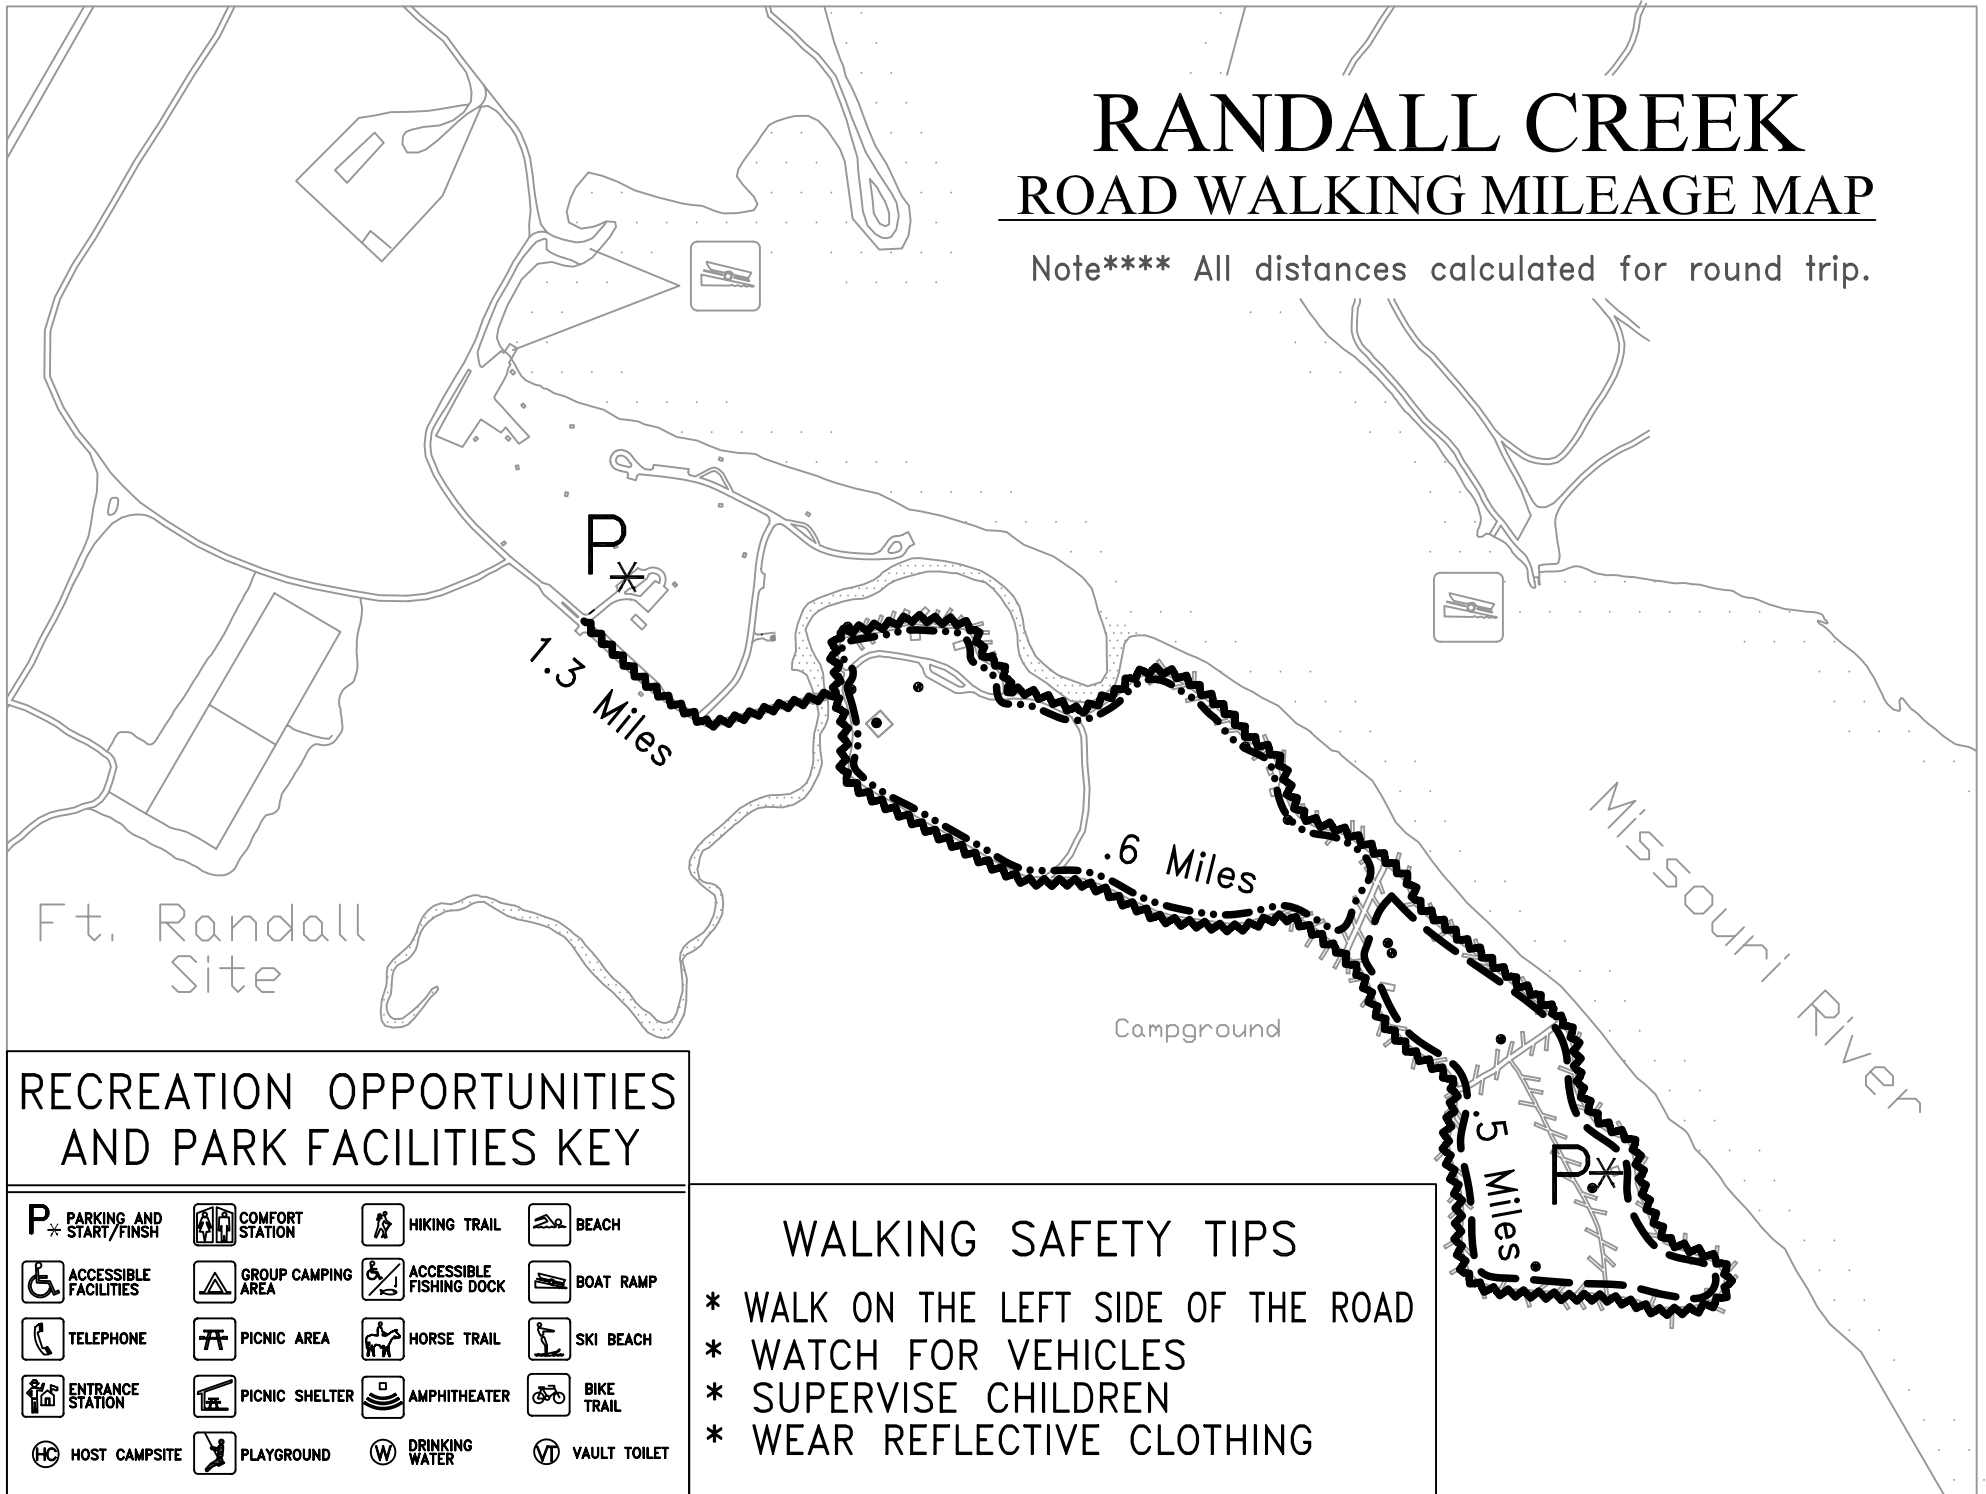 RANDALL CREEK
ROAD WALKING MILEAGE MAP
Note**** All distances calculated for round trip.
P*
1.3 Miles
.6 Miles
Missouri River
Ft. Randall
Site
Campground
.5 Miles
P*
RECREATION OPPORTUNITIES
AND PARK FACILITIES KEY
P* PARKING AND
START/FINSH
COMFORT
STATION
HIKING TRAIL
BEACH
ACCESSIBLE
FACILITIES
GROUP CAMPING
AREA
ACCESSIBLE
FISHING DOCK
BOAT RAMP
TELEPHONE
PICNIC AREA
HORSE TRAIL
SKI BEACH
ENTRANCE
STATION
PICNIC SHELTER
AMPHITHEATER
BIKE
TRAIL
HC HOST CAMPSITE
PLAYGROUND
W DRINKING
WATER
VT VAULT TOILET
WALKING SAFETY TIPS
* WALK ON THE LEFT SIDE OF THE ROAD
* WATCH FOR VEHICLES
* SUPERVISE CHILDREN
* WEAR REFLECTIVE CLOTHING